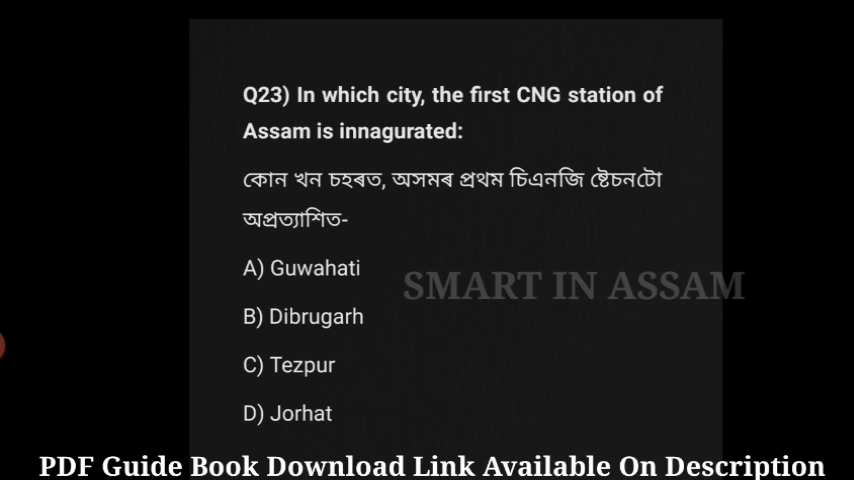 Q23) In which city, the first CNG station of
Assam is innagurated:
কোন খন চহৰত, অসমৰ প্ৰথম চিএনজি ষ্টেচনটো
অপ্ৰত্যাশিত-
A) Guwahati
SMART IN ASSAM
B) Dibrugarh
C) Tezpur
D) Jorhat
PDF Guide Book Download Link Available On Description